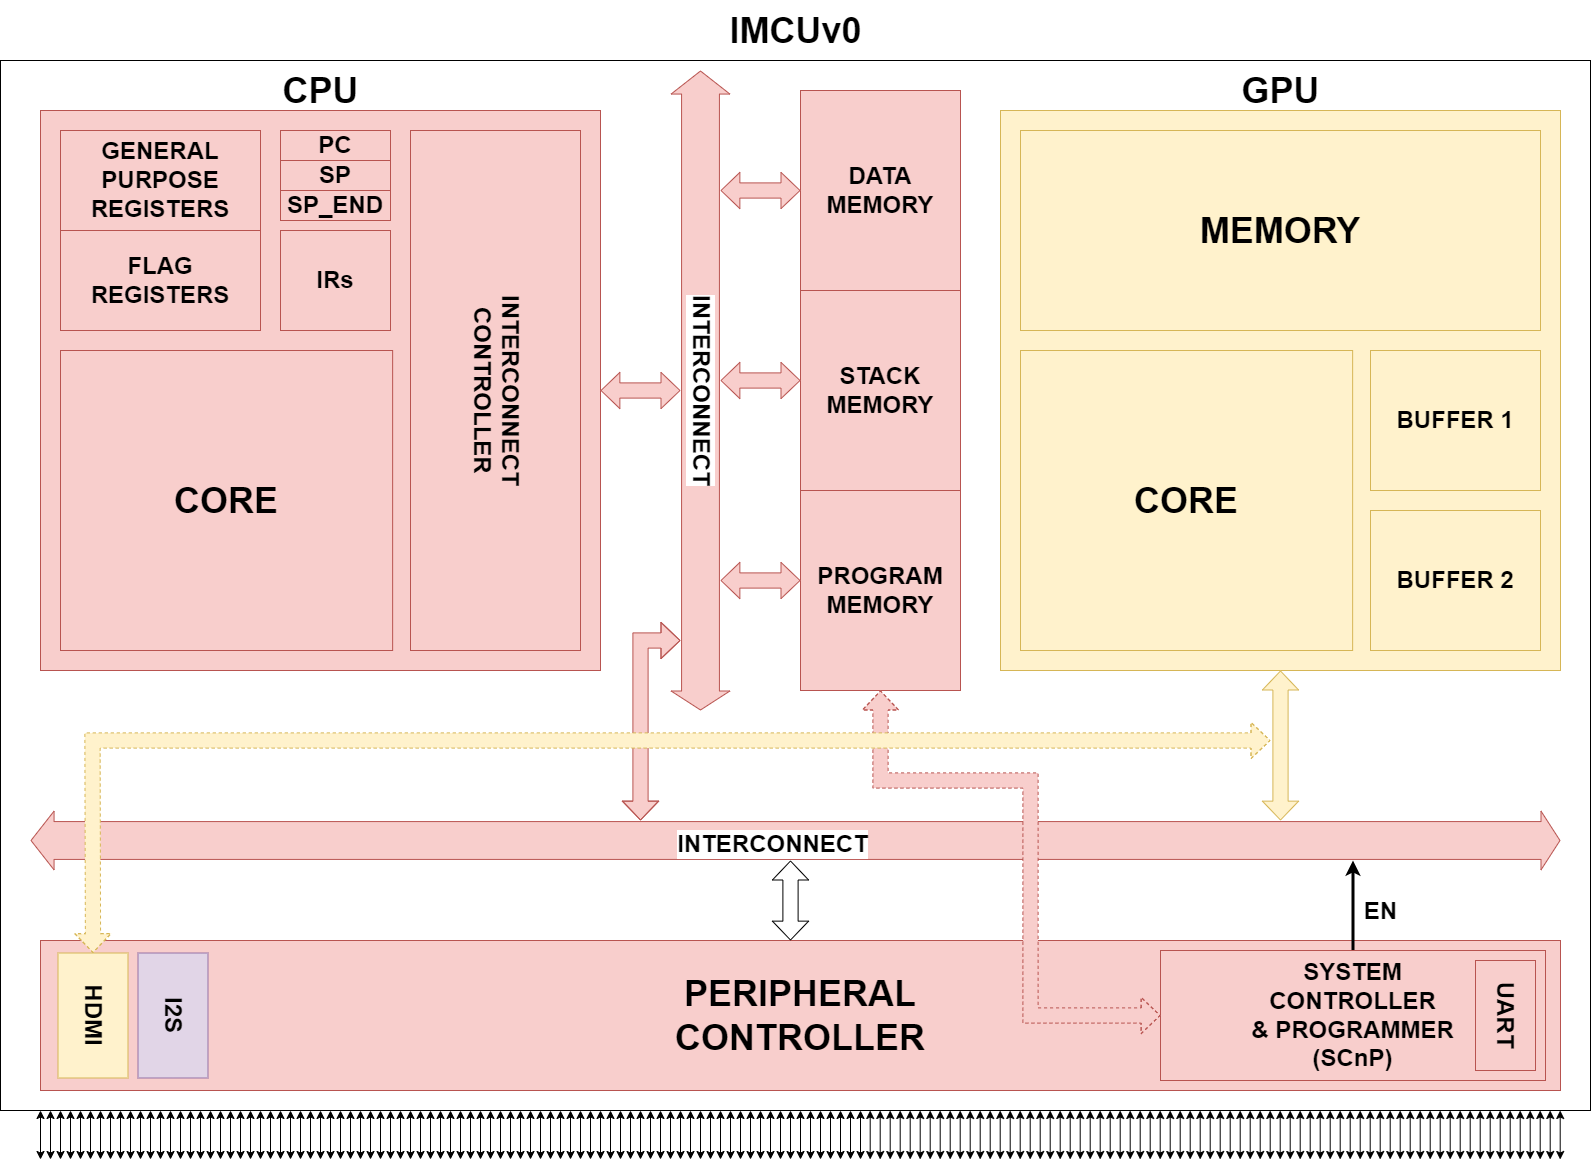 IMCUv0
CPU
GENERAL
PURPOSE
REGISTERS
FLAG
REGISTERS
PC
SP
SP_END
IRs
CORE
INTERCONNECT
CONTROLLER
INTERCONNECT
DATA
MEMORY
STACK
MEMORY
PROGRAM
MEMORY
GPU
MEMORY
CORE
BUFFER 1
BUFFER 2
INTERCONNECT
EN
HDMI
I2S
PERIPHERAL
CONTROLLER
SYSTEM
CONTROLLER
& PROGRAMMER
(SCnP)
UART